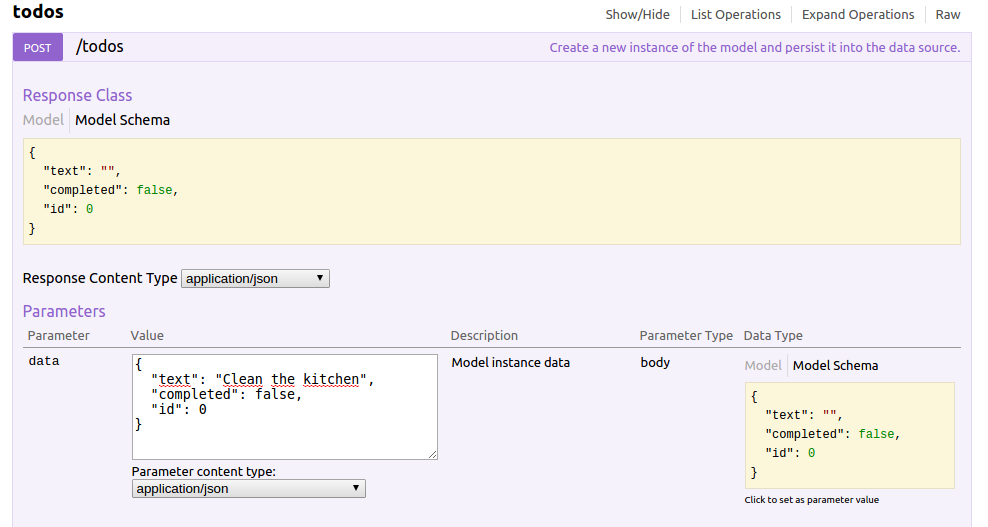 todos
Show/Hide List Operations Expand Operations Raw
POST /todos Create a new instance of the model and persist it into the data source.
Response Class
Model Model Schema
{
"text": "",
"completed": false,
"id": 0
}
Response Content Type application/json
Parameters
Parameter Value Description Parameter Type Data Type
data
{
"text": "Clean the kitchen",
"completed": false,
"id": 0
}
Parameter content type:
application/json
Model instance data
body
Model Model Schema
{
"text": "",
"completed": false,
"id": 0
}
Click to set as parameter value